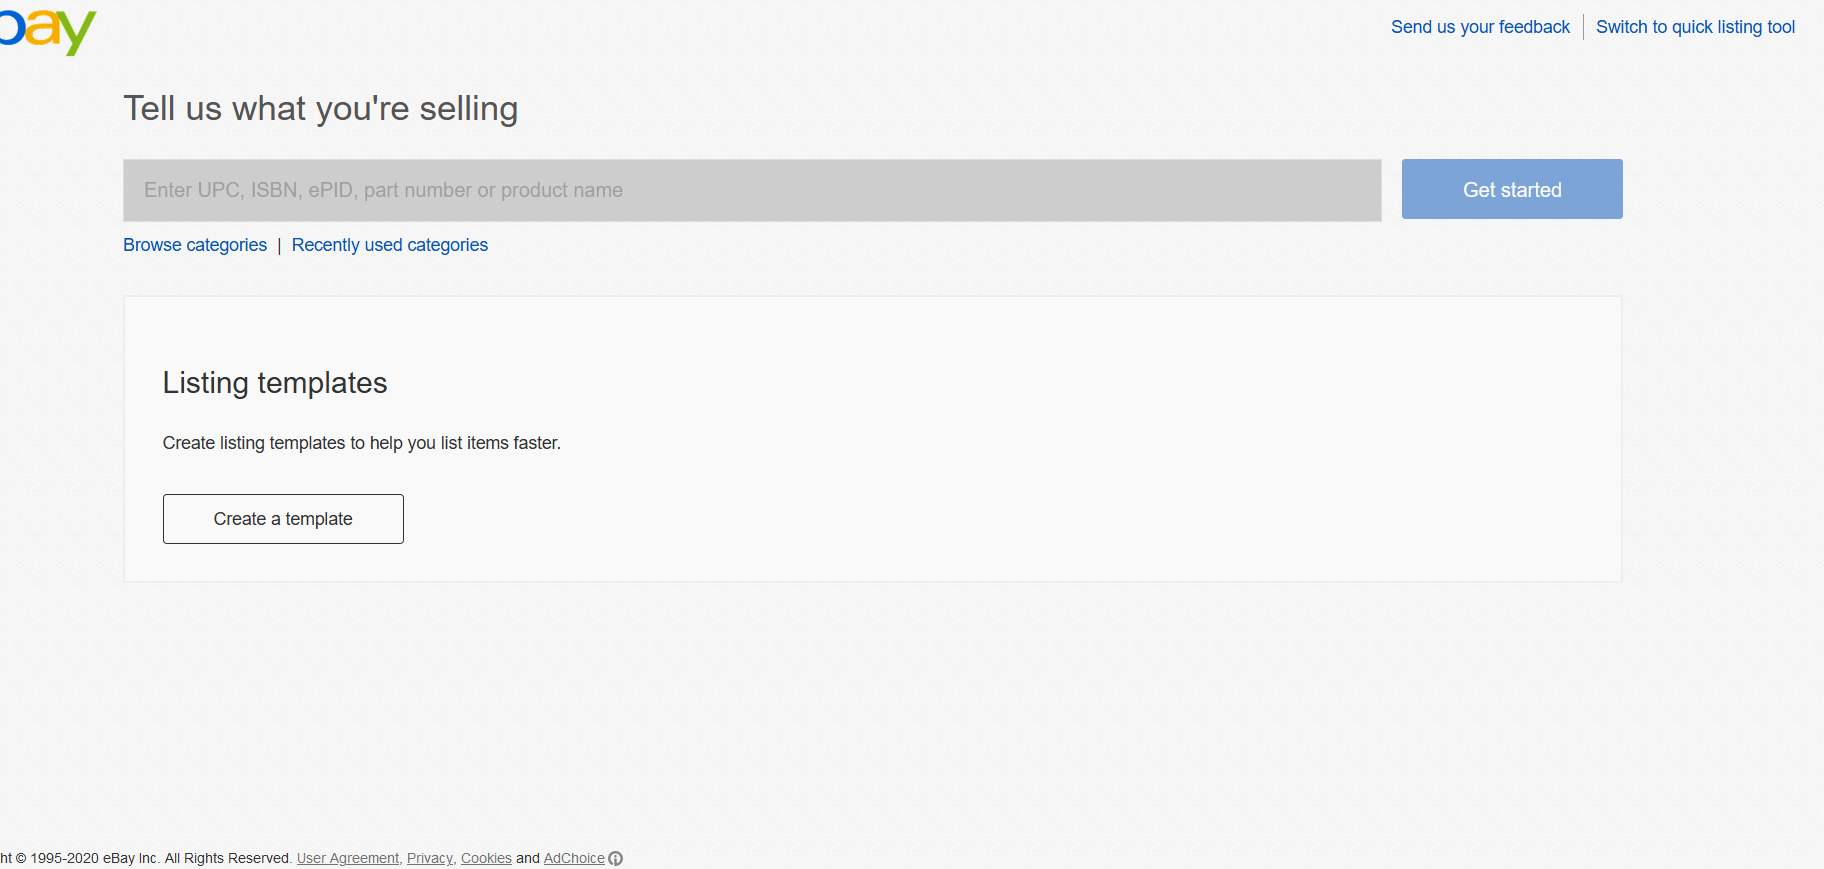 bay
Send us your feedback
Switch to quick listing tool
Tell us what you're selling
Enter UPC, ISBN, ePID, part number or product name
Get started
Browse categories | Recently used categories
Listing templates
Create listing templates to help you list items faster.
Create a template
ht © 1995-2020 eBay Inc. All Rights Reserved. User Agreement, Privacy, Cookies and AdChoice